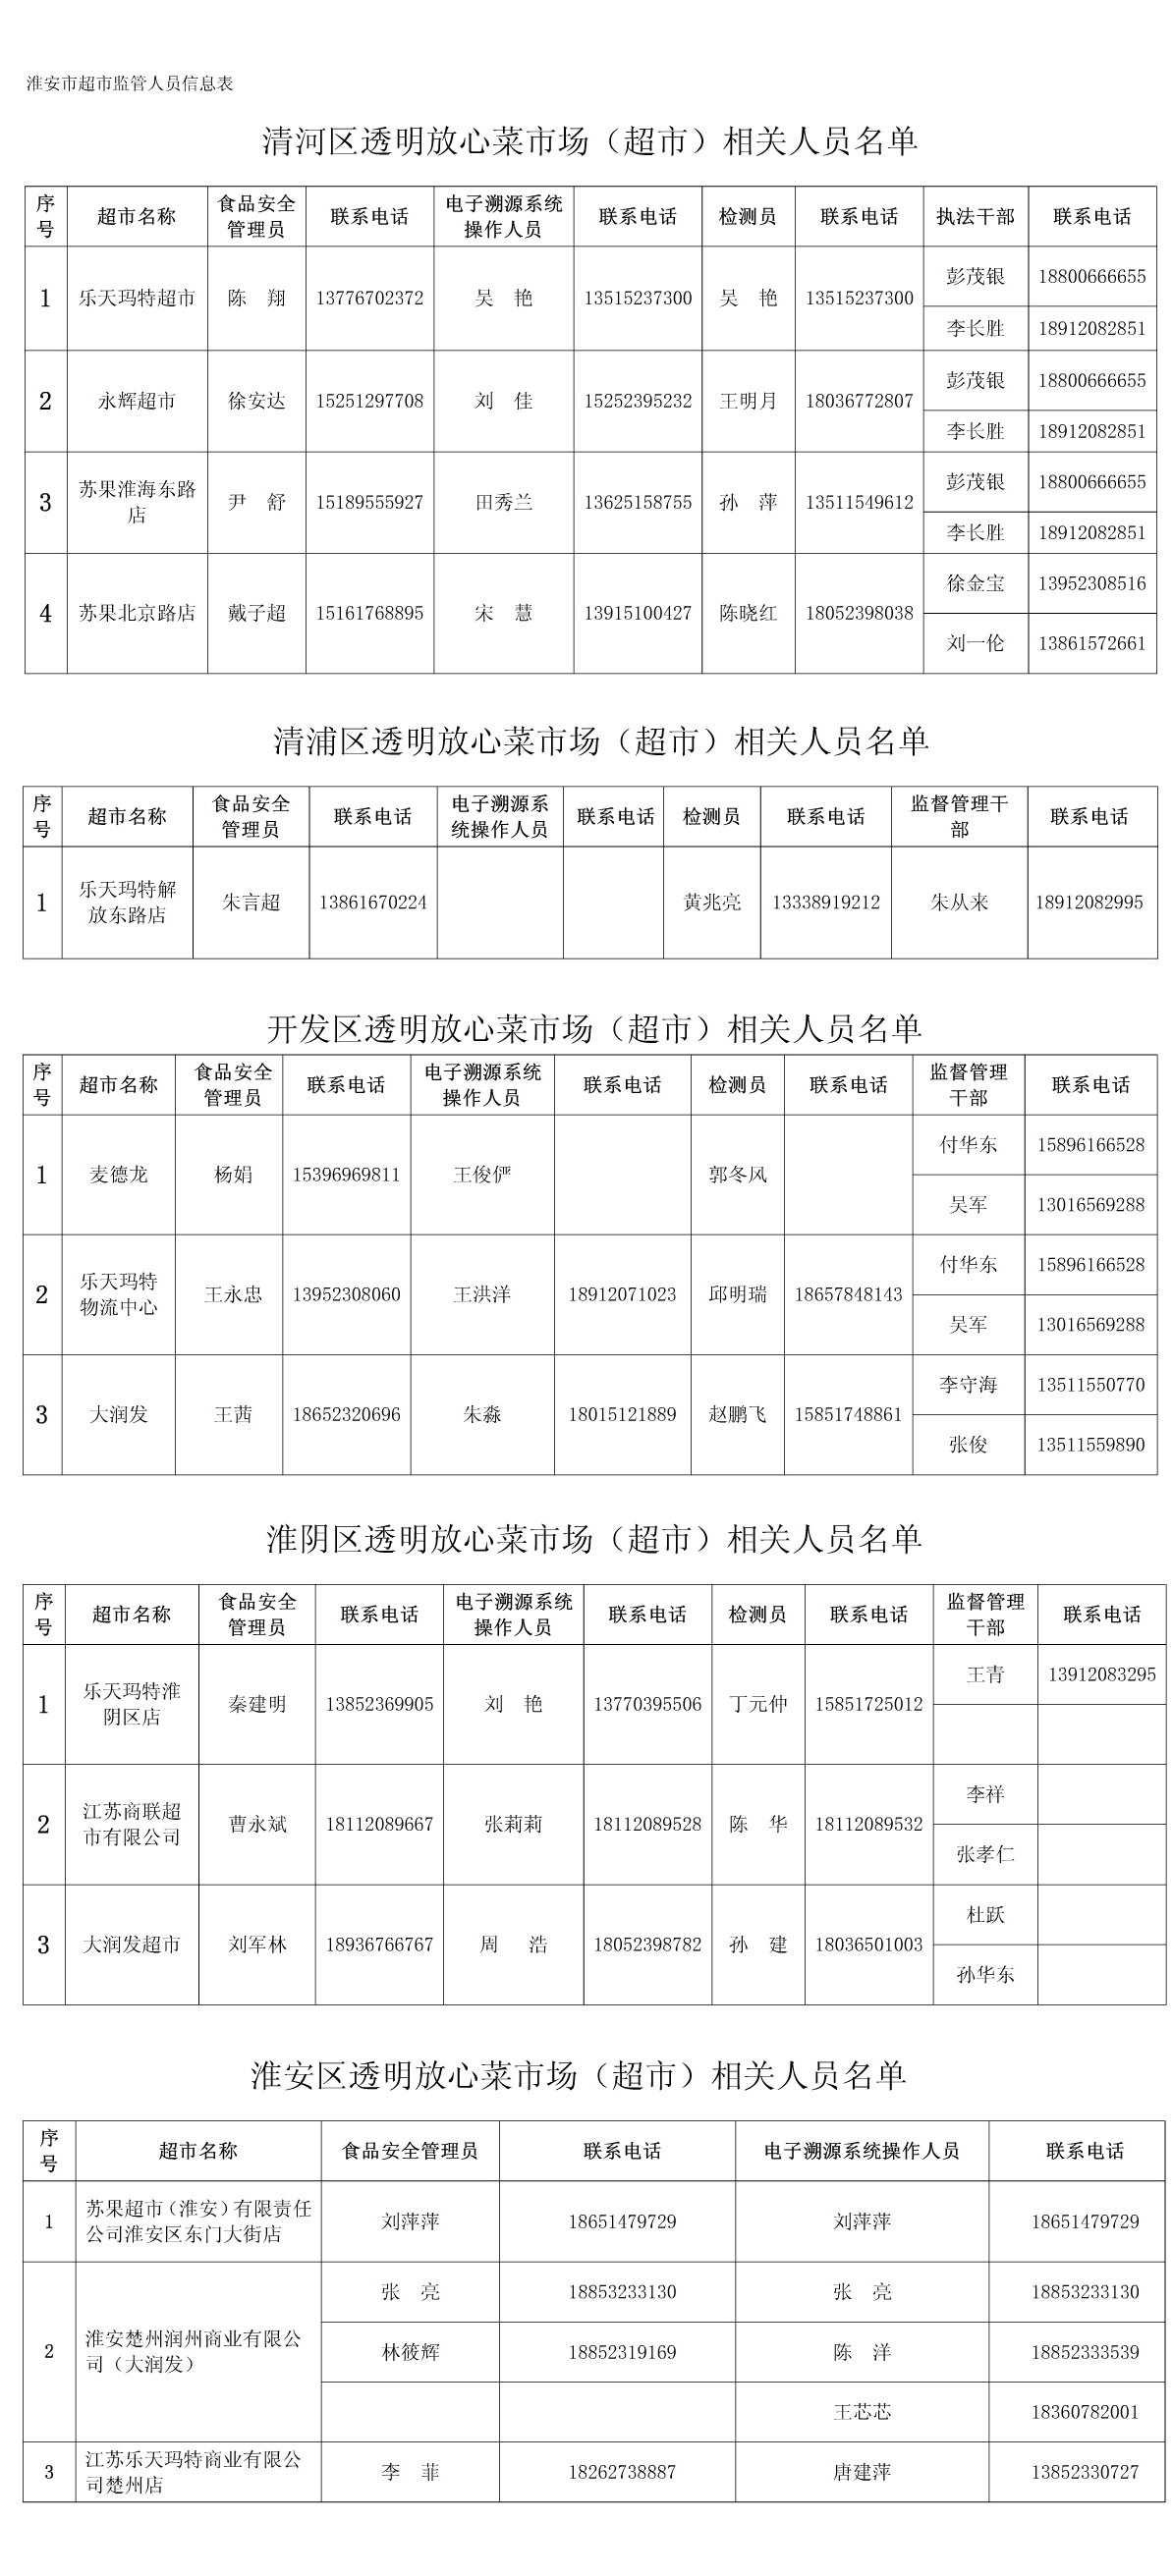 淮安市超市监管人员信息表
清河区透明放心菜市场（超市）相关人员名单
序号 超市名称 食品安全管理员 联系电话 电子溯源系统操作人员 联系电话 检测员 联系电话 执法干部 联系电话
1 乐天玛特超市 陈　翔 13776702372 吴　艳 13515237300 吴　艳 13515237300 彭茂银 18800666655
李长胜 18912082851
2 永辉超市 徐安达 15251297708 刘　佳 15252395232 王明月 18036772807 彭茂银 18800666655
李长胜 18912082851
3 苏果淮海东路店 尹　舒 15189555927 田秀兰 13625158755 孙　萍 13511549612 彭茂银 18800666655
李长胜 18912082851
4 苏果北京路店 戴子超 15161768895 宋　慧 13915100427 陈晓红 18052398038 徐金宝 13952308516
刘一伦 13861572661
清浦区透明放心菜市场（超市）相关人员名单
序号 超市名称 食品安全管理员 联系电话 电子溯源系统操作人员 联系电话 检测员 联系电话 监督管理干部 联系电话
1 乐天玛特解放东路店 朱言超 13861670224 黄兆亮 13338919212 朱从来 18912082995
开发区透明放心菜市场（超市）相关人员名单
序号 超市名称 食品安全管理员 联系电话 电子溯源系统操作人员 联系电话 检测员 联系电话 监督管理干部 联系电话
1 麦德龙 杨娟 15396969811 王俊俨 郭冬风 付华东 15896166528
吴军 13016569288
2 乐天玛特物流中心 王永忠 13952308060 王洪洋 18912071023 邱明瑞 18657848143 付华东 15896166528
吴军 13016569288
3 大润发 王茜 18652320696 朱淼 18015121889 赵鹏飞 15851748861 李守海 13511550770
张俊 13511559890
淮阴区透明放心菜市场（超市）相关人员名单
序号 超市名称 食品安全管理员 联系电话 电子溯源系统操作人员 联系电话 检测员 联系电话 监督管理干部 联系电话
1 乐天玛特淮阴区店 秦建明 13852369905 刘　艳 13770395506 丁元仲 15851725012 王青 13912083295
2 江苏商联超市有限公司 曹永斌 18112089667 张莉莉 18112089528 陈　华 18112089532 李祥
张孝仁
3 大润发超市 刘军林 18936766767 周　浩 18052398782 孙　建 18036501003 杜跃
孙华东
淮安区透明放心菜市场（超市）相关人员名单
序号 超市名称 食品安全管理员 联系电话 电子溯源系统操作人员 联系电话
1 苏果超市（淮安）有限责任公司淮安区东门大街店 刘萍萍 18651479729 刘萍萍 18651479729
2 淮安楚州润州商业有限公司（大润发） 张　亮 18853233130 张　亮 18853233130
林筱辉 18852319169 陈　洋 18852333539
王芯芯 18360782001
3 江苏乐天玛特商业有限公司楚州店 李　菲 18262738887 唐建萍 13852330727